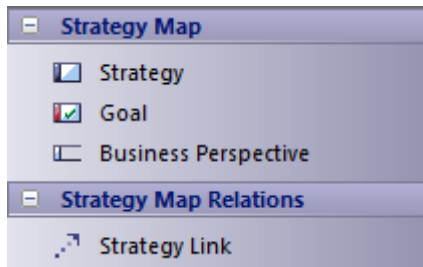 Strategy Map
Strategy
Goal
Business Perspective
Strategy Map Relations
Strategy Link